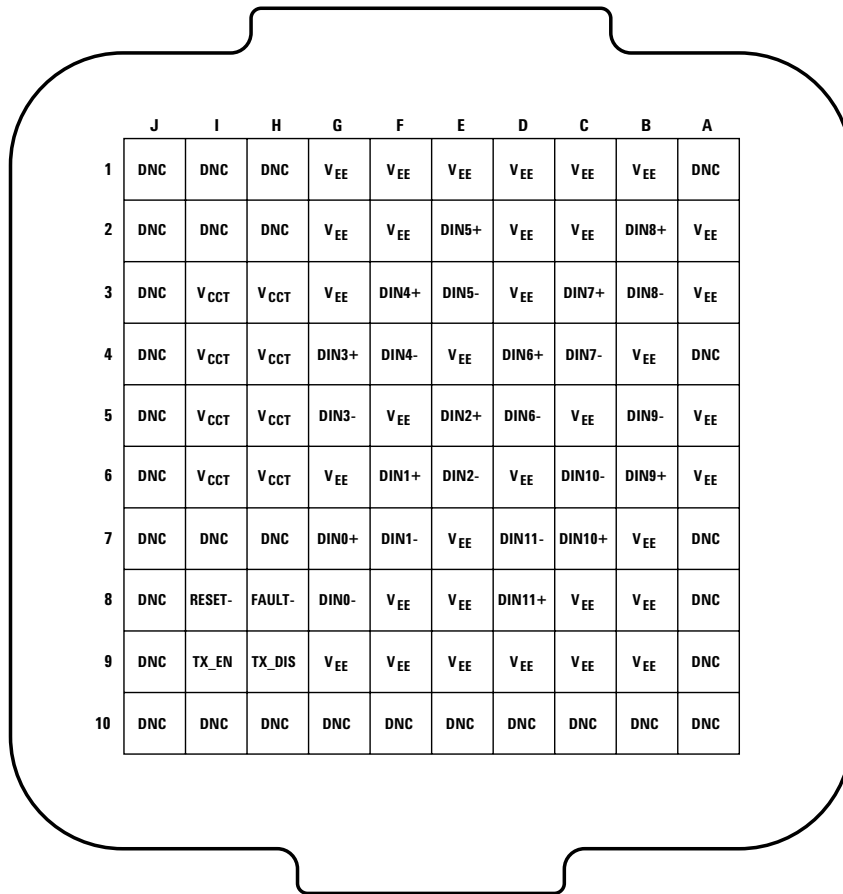 J I H G F E D C B A
1 DNC DNC DNC VEE VEE VEE VEE VEE VEE DNC
2 DNC DNC DNC VEE VEE DIN5+ VEE VEE DIN8+ VEE
3 DNC VCCT VCCT VEE DIN4+ DIN5- VEE DIN7+ DIN8- VEE
4 DNC VCCT VCCT DIN3+ DIN4- VEE DIN6+ DIN7- VEE DNC
5 DNC VCCT VCCT DIN3- VEE DIN2+ DIN6- VEE DIN9- VEE
6 DNC VCCT VCCT VEE DIN1+ DIN2- VEE DIN10- DIN9+ VEE
7 DNC DNC DNC DIN0+ DIN1- VEE DIN11- DIN10+ VEE DNC
8 DNC RESET- FAULT- DIN0- VEE VEE DIN11+ VEE VEE DNC
9 DNC TX_EN TX_DIS VEE VEE VEE VEE VEE VEE DNC
10 DNC DNC DNC DNC DNC DNC DNC DNC DNC DNC